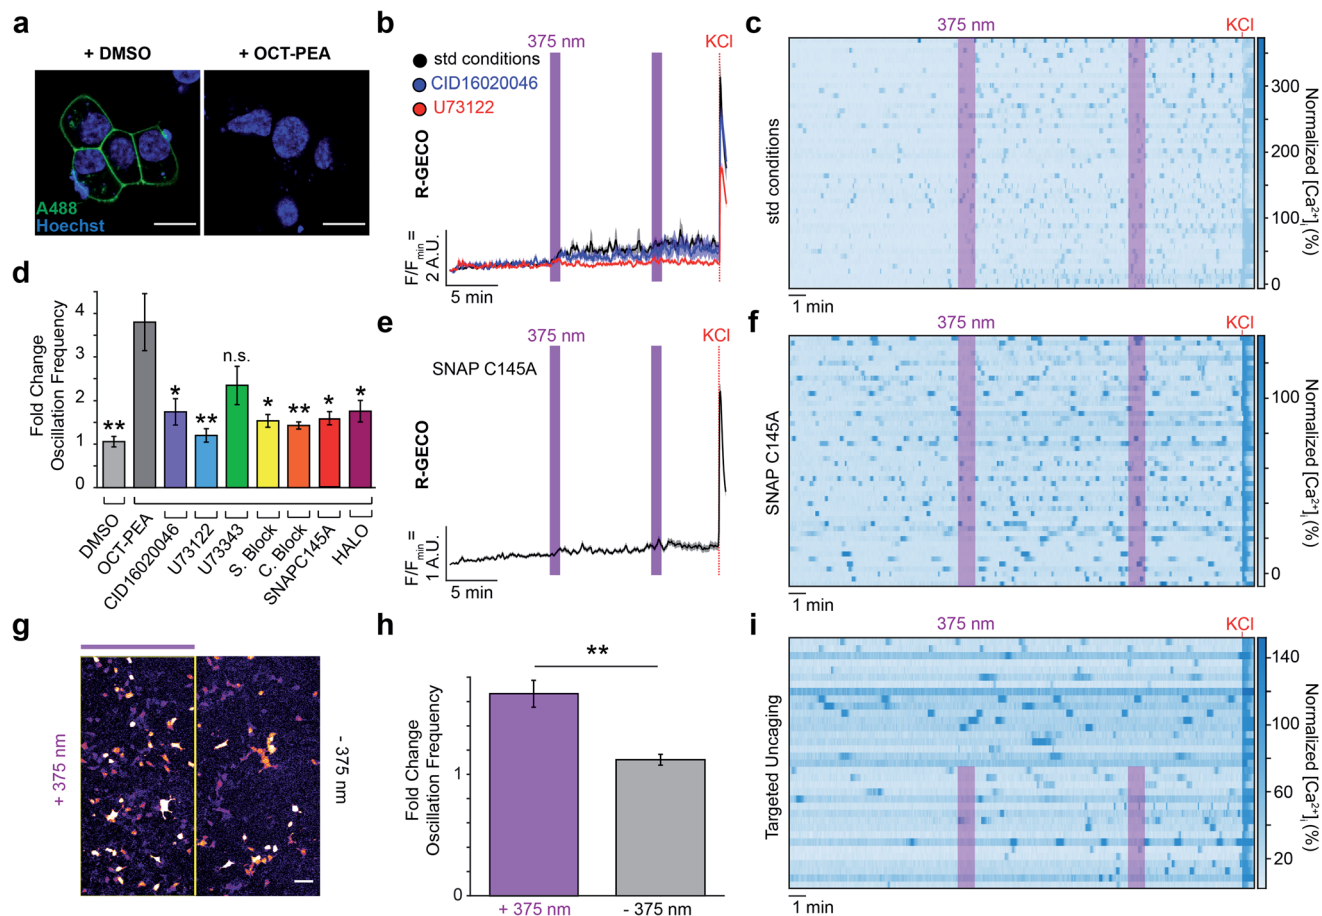 a
+ DMSO
+ OCT-PEA
A488
Hoechst
b
375 nm
KCl
std conditions
CID16020046
U73122
R-GECO
F/Fmin =
2 A.U.
5 min
c
375 nm
KCl
std conditions
300
200
100
0
Normalized [Ca2+]i (%)
1 min
d
Fold Change
Oscillation Frequency
4
3
2
1
0
**
*
**
n.s.
*
**
*
*
DMSO
OCT-PEA
CID16020046
U73122
U73343
S. Block
C. Block
SNAPC145A
HALO
e
375 nm
KCl
SNAP C145A
R-GECO
F/Fmin =
1 A.U.
5 min
f
375 nm
KCl
SNAP C145A
100
0
Normalized [Ca2+]i (%)
1 min
g
+ 375 nm
- 375 nm
h
**
Fold Change
Oscillation Frequency
1
0
+ 375 nm
- 375 nm
i
375 nm
KCl
Targeted Uncaging
140
100
60
20
Normalized [Ca2+]i (%)
1 min